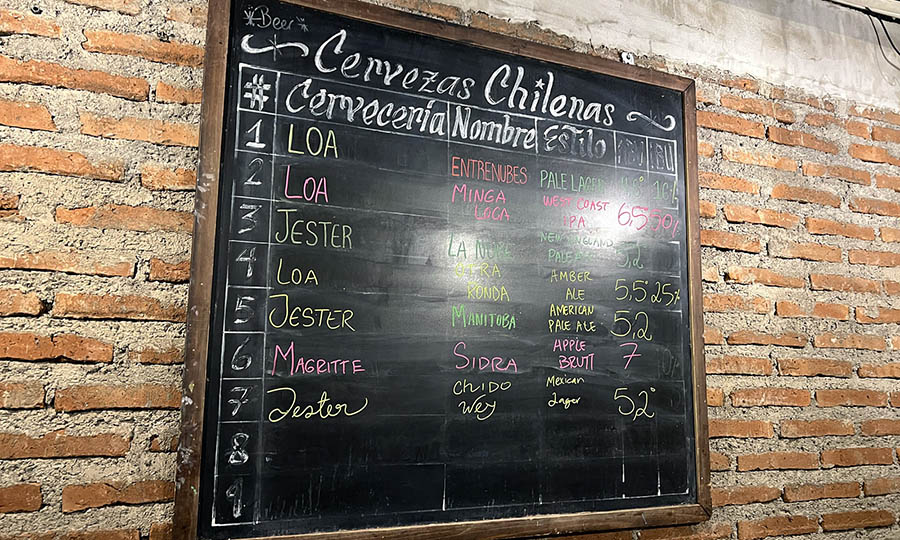 Beer
Cervezas Chilenas
# Cervecería Nombre Estilo
1 LOA ENTRENUBES PALE LAGER
2 LOA MINGA LOCA WEST COAST IPA 6,5
3 JESTER LA NUBE NEW ENGLAND PALE 5,2
4 LOA RONDA AMBER ALE 5,5° 25%
5 JESTER MANITOBA AMERICAN PALE ALE 5,2
6 MAGRITTE SIDRA APPLE BRUTT 7
7 Jester CHIDO Wey Mexican Lager 5,2°
8
9